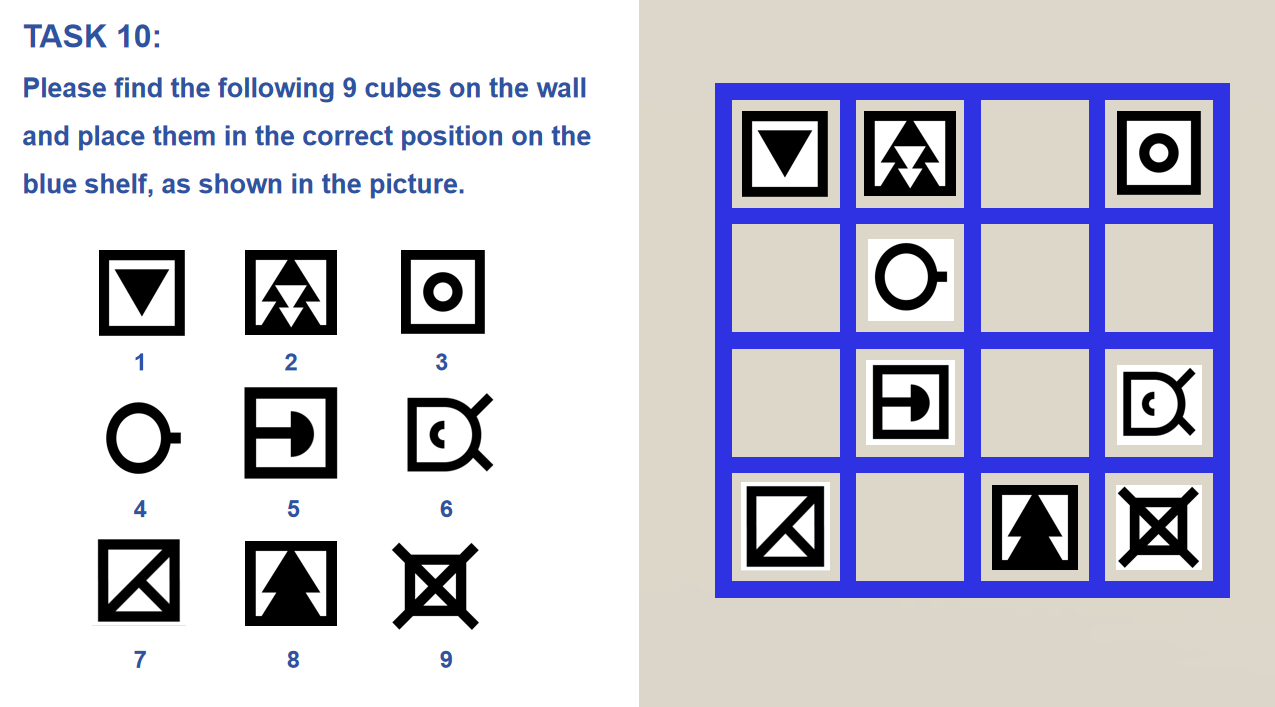 TASK 10:
Please find the following 9 cubes on the wall
and place them in the correct position on the
blue shelf, as shown in the picture.
1 2 3
4 5 6
7 8 9